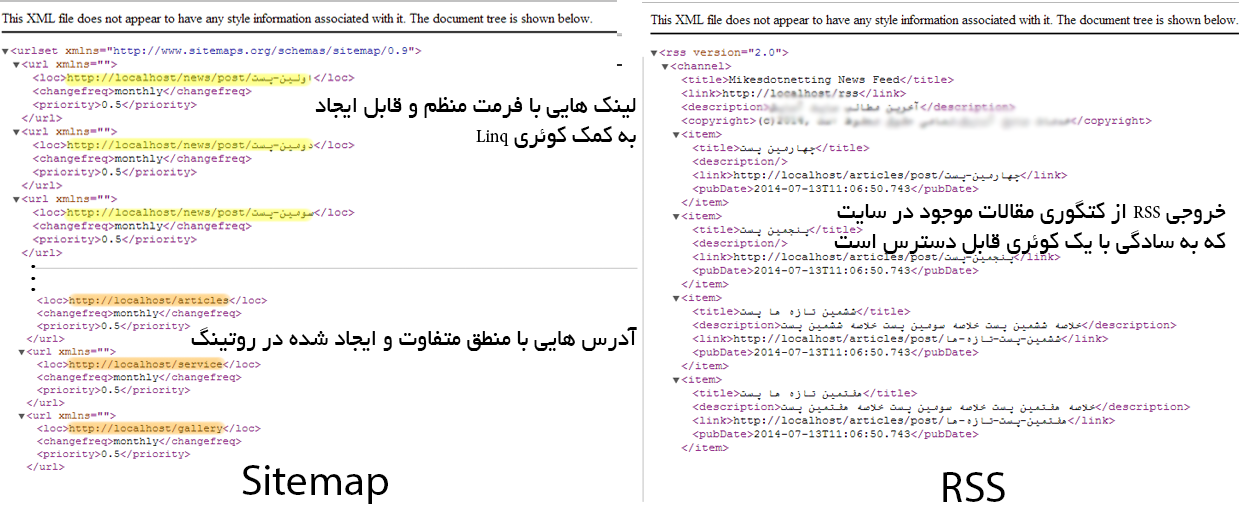 This XML file does not appear to have any style information associated with it. The document tree is shown below.
▼<urlset xmlns="http://www.sitemaps.org/schemas/sitemap/0.9">
▼<url xmlns="">
<loc>http://localhost/news/post/اولین-پست</loc>
<changefreq>monthly</changefreq>
<priority>0.5</priority>
</url>
▼<url xmlns="">
<loc>http://localhost/news/post/دومین-پست</loc>
<changefreq>monthly</changefreq>
<priority>0.5</priority>
</url>
▼<url xmlns="">
<loc>http://localhost/news/post/سومین-پست</loc>
<changefreq>monthly</changefreq>
<priority>0.5</priority>
</url>
لینک هایی با فرمت منظم و قابل ایجاد
به کمک کوئری Linq
<loc>http://localhost/articles</loc>
<changefreq>monthly</changefreq>
<priority>0.5</priority>
</url>
▼<url xmlns="">
<loc>http://localhost/service</loc>
<changefreq>monthly</changefreq>
<priority>0.5</priority>
</url>
▼<url xmlns="">
<loc>http://localhost/gallery</loc>
<changefreq>monthly</changefreq>
<priority>0.5</priority>
</url>
آدرس هایی با منطق متفاوت و ایجاد شده در روتینگ
Sitemap
This XML file does not appear to have any style information associated with it. The document tree is shown below.
▼<rss version="2.0">
▼<channel>
<title>Mikesdotnetting News Feed</title>
<link>http://localhost/rss</link>
<description>آخرین مطالب</description>
<copyright>(c)2014,</copyright>
▼<item>
<title>چهارمین پست</title>
<description/>
<link>http://localhost/articles/post/چهارمین-پست</link>
<pubDate>2014-07-13T11:06:50.743</pubDate>
</item>
▼<item>
<title>پنجمین پست</title>
<description/>
<link>http://localhost/articles/post/پنجمین-پست</link>
<pubDate>2014-07-13T11:06:50.743</pubDate>
</item>
خروجی RSS از کتگوری مقالات موجود در سایت
که به سادگی با یک کوئری قابل دسترس است
▼<item>
<title>ششمین تازه ها پست</title>
<description>خلاصه ششمین پست خلاصه سومین پست خلاصه ششمین پست</description>
<link>http://localhost/articles/post/ششمین-پست-تازه-ها</link>
<pubDate>2014-07-13T11:06:50.743</pubDate>
</item>
▼<item>
<title>هفتمین تازه ها پست</title>
<description>خلاصه هفتمین پست خلاصه سومین پست خلاصه هفتمین پست</description>
<link>http://localhost/articles/post/هفتمین-پست-تازه-ها</link>
<pubDate>2014-07-13T11:06:50.743</pubDate>
</item>
RSS